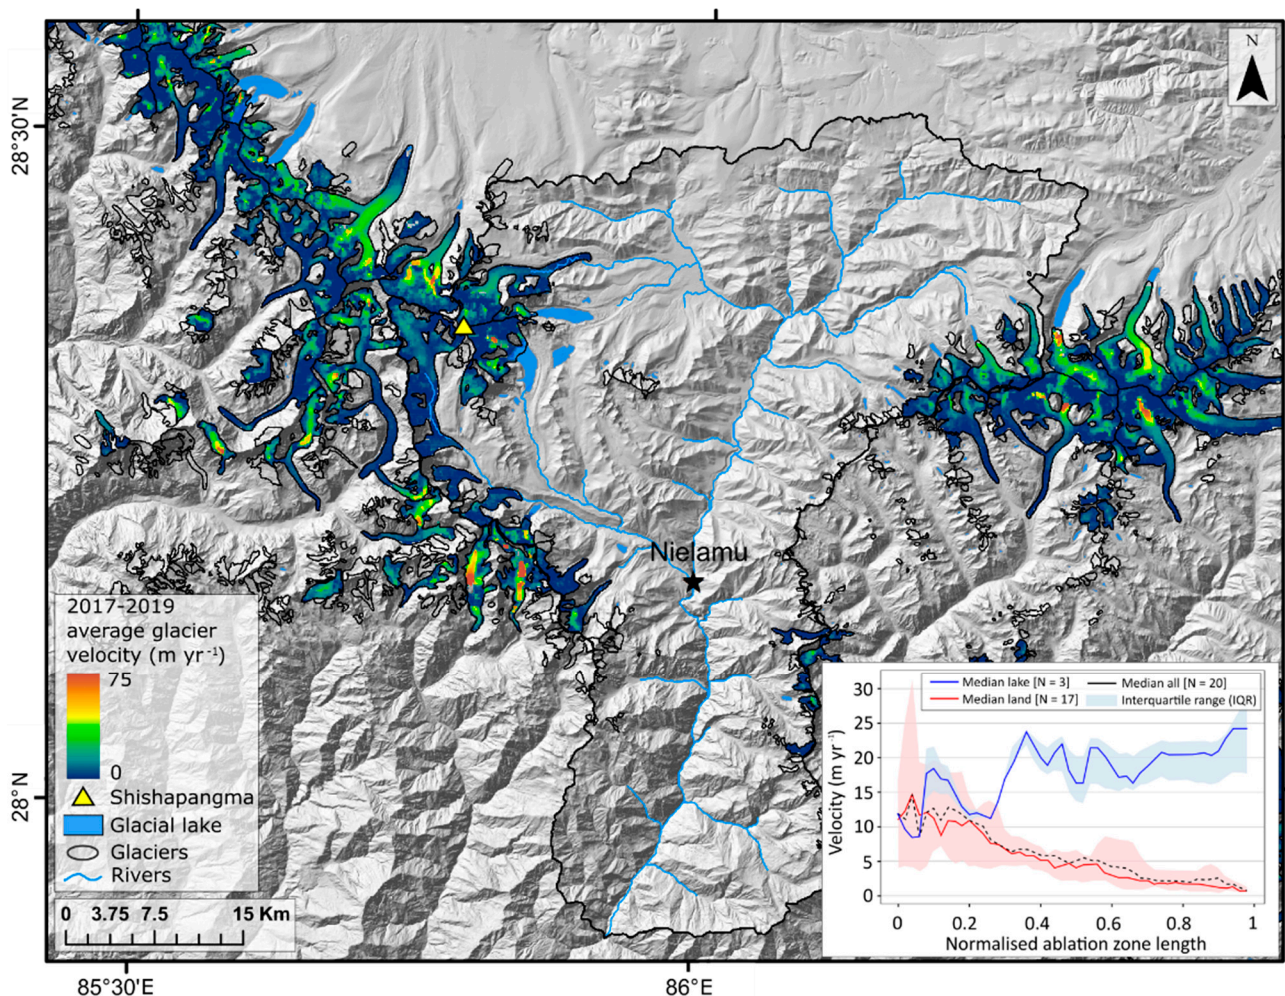 N
28°30'N
Nielamu
2017-2019
average glacier
velocity (m yr⁻¹)
75
0
Shishapangma
Glacial lake
Glaciers
Rivers
0 3.75 7.5 15 Km
28°N
85°30'E
86°E
Median lake [N = 3]
Median all [N = 20]
Median land [N = 17]
Interquartile range (IQR)
Velocity (m yr⁻¹)
30
25
20
15
10
5
0
0 0.2 0.4 0.6 0.8 1
Normalised ablation zone length